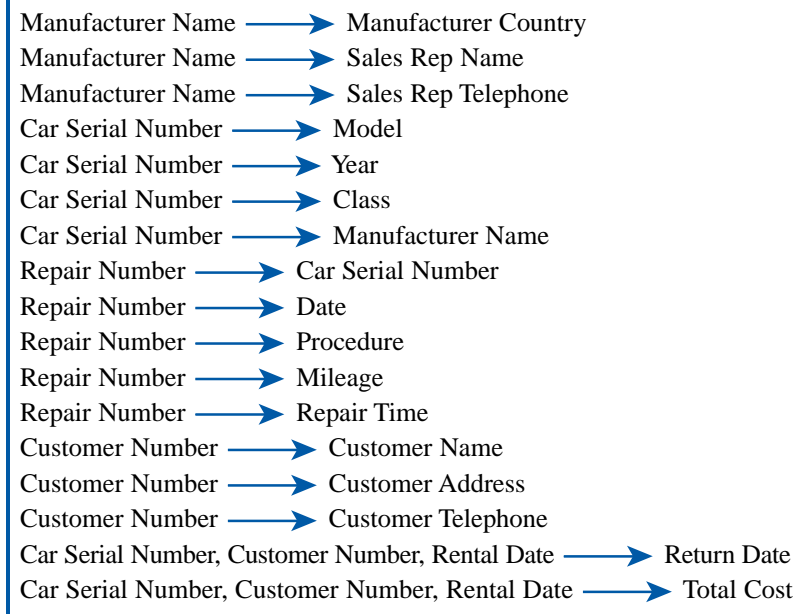 Manufacturer Name → Manufacturer Country
Manufacturer Name → Sales Rep Name
Manufacturer Name → Sales Rep Telephone
Car Serial Number → Model
Car Serial Number → Year
Car Serial Number → Class
Car Serial Number → Manufacturer Name
Repair Number → Car Serial Number
Repair Number → Date
Repair Number → Procedure
Repair Number → Mileage
Repair Number → Repair Time
Customer Number → Customer Name
Customer Number → Customer Address
Customer Number → Customer Telephone
Car Serial Number, Customer Number, Rental Date → Return Date
Car Serial Number, Customer Number, Rental Date → Total Cost